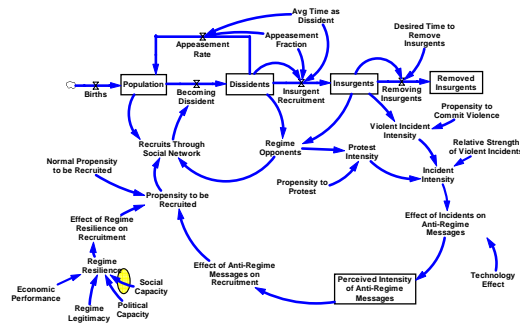 Avg Time as
Dissident
Appeasement
Fraction
Desired Time to
Remove
Insurgents
Appeasement
Rate
Population
Dissidents
Insurgents
Removed
Insurgents
Births
Becoming
Dissident
Insurgent
Recruitment
Removing
Insurgents
Propensity to
Commit Violence
Violent Incident
Intensity
Recruits Through
Social Network
Regime
Opponents
Protest
Intensity
Relative Strength
of Violent Incidents
Incident
Intensity
Normal Propensity
to be Recruited
Propensity to
Protest
Propensity to be
Recruited
Effect of Regime
Resilience on
Recruitment
Effect of Incidents on
Anti-Regime
Messages
Regime
Resilience
Effect of Anti-Regime
Messages on
Recruitment
Technology
Effect
Economic
Performance
Social
Capacity
Political
Capacity
Regime
Legitimacy
Perceived Intensity
of Anti-Regime
Messages